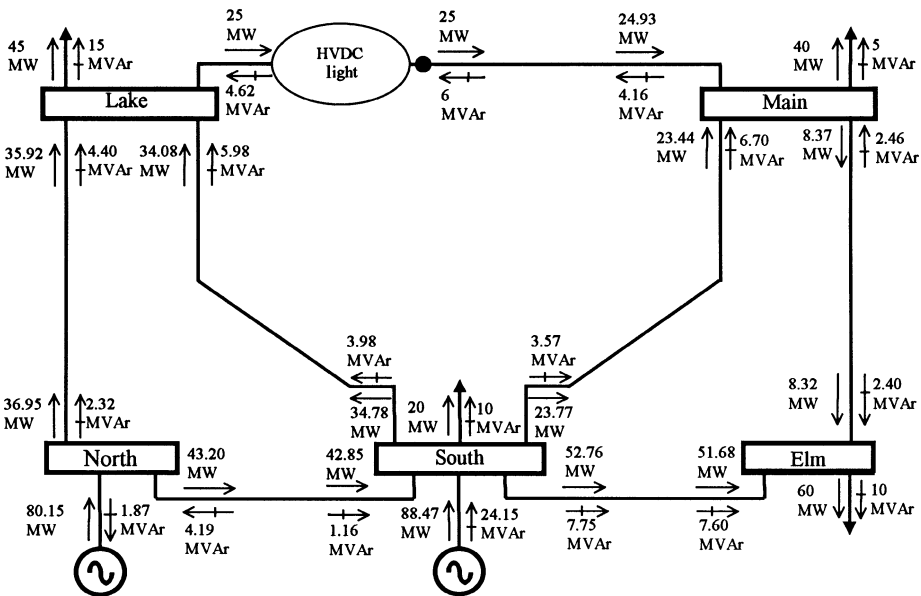 45
MW
15
MVAr
25
MW
4.62
MVAr
HVDC
light
25
MW
6
MVAr
24.93
MW
4.16
MVAr
40
MW
5
MVAr
Lake
Main
35.92
MW
4.40
MVAr
34.08
MW
5.98
MVAr
23.44
MW
6.70
MVAr
8.37
MW
2.46
MVAr
3.98
MVAr
34.78
MW
20
MW
10
MVAr
3.57
MVAr
23.77
MW
8.32
MW
2.40
MVAr
36.95
MW
2.32
MVAr
North
South
Elm
43.20
MW
4.19
MVAr
42.85
MW
1.16
MVAr
52.76
MW
7.75
MVAr
51.68
MW
7.60
MVAr
60
MW
10
MVAr
80.15
MW
1.87
MVAr
88.47
MW
24.15
MVAr